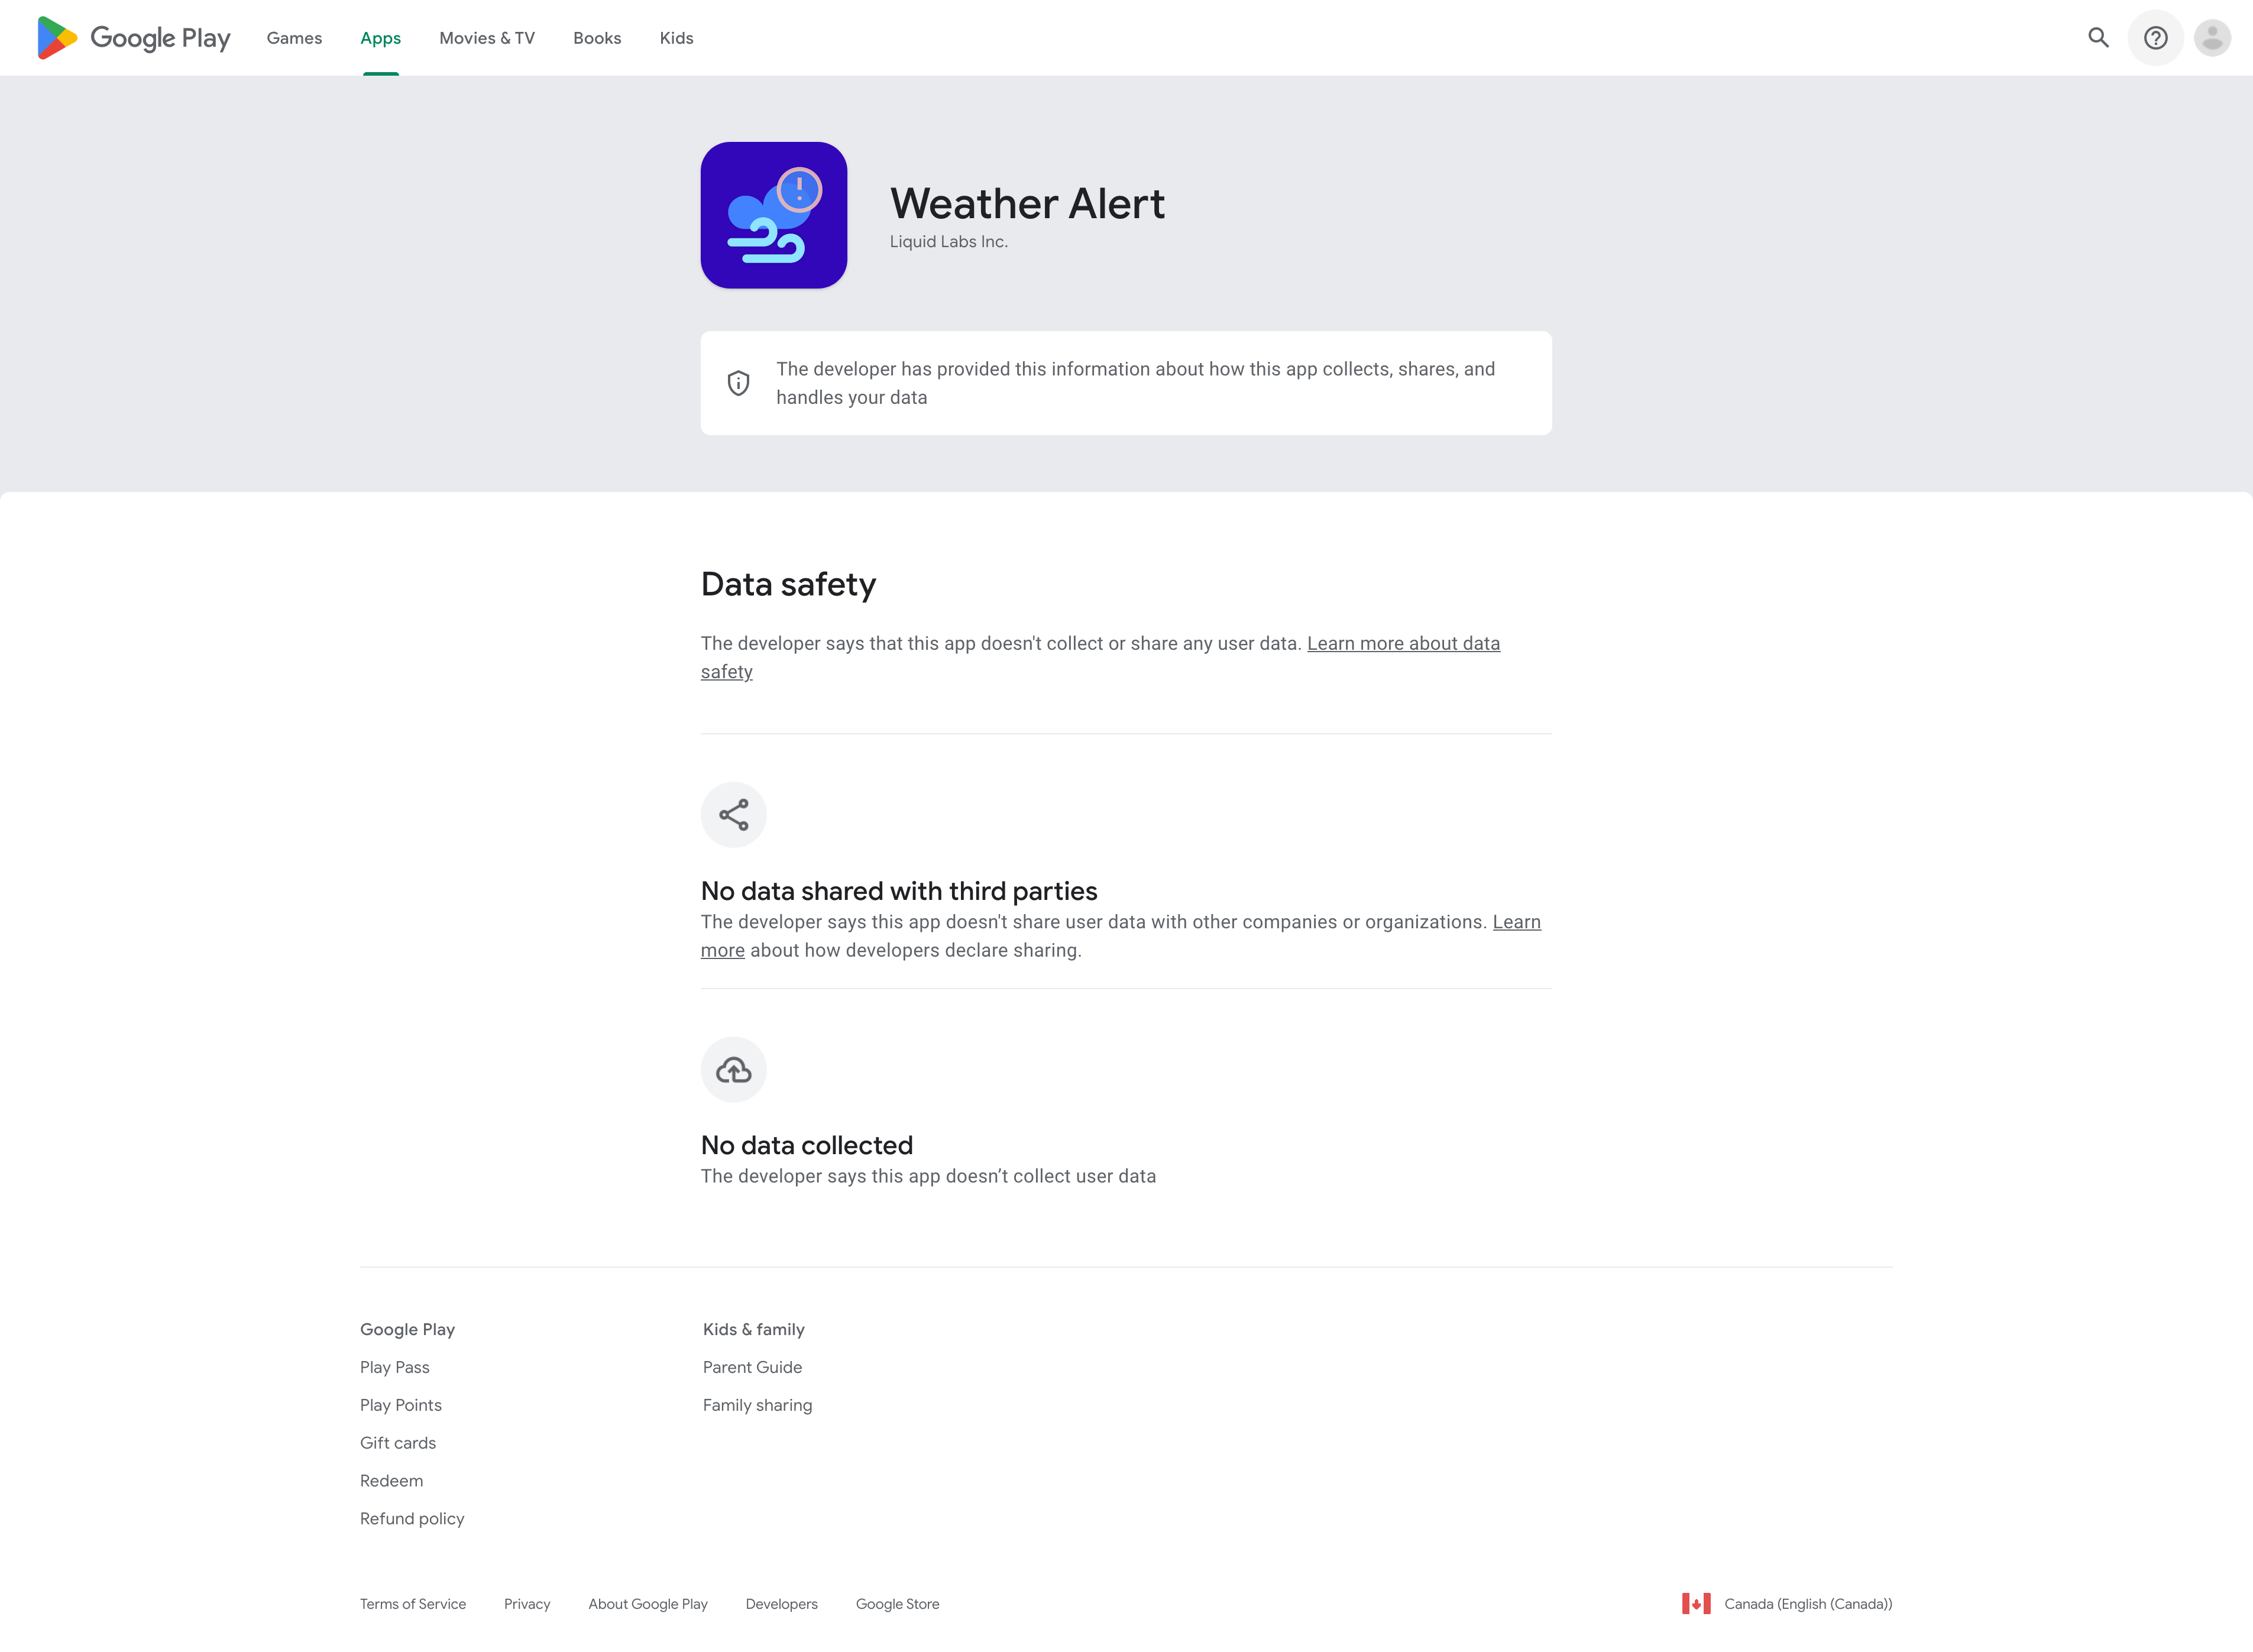 Google Play
Games
Apps
Movies & TV
Books
Kids
Weather Alert
Liquid Labs Inc.
The developer has provided this information about how this app collects, shares, and
handles your data
Data safety
The developer says that this app doesn't collect or share any user data. Learn more about data
safety
No data shared with third parties
The developer says this app doesn't share user data with other companies or organizations. Learn
more about how developers declare sharing.
No data collected
The developer says this app doesn’t collect user data
Google Play
Play Pass
Play Points
Gift cards
Redeem
Refund policy
Kids & family
Parent Guide
Family sharing
Terms of Service
Privacy
About Google Play
Developers
Google Store
Canada (English (Canada))